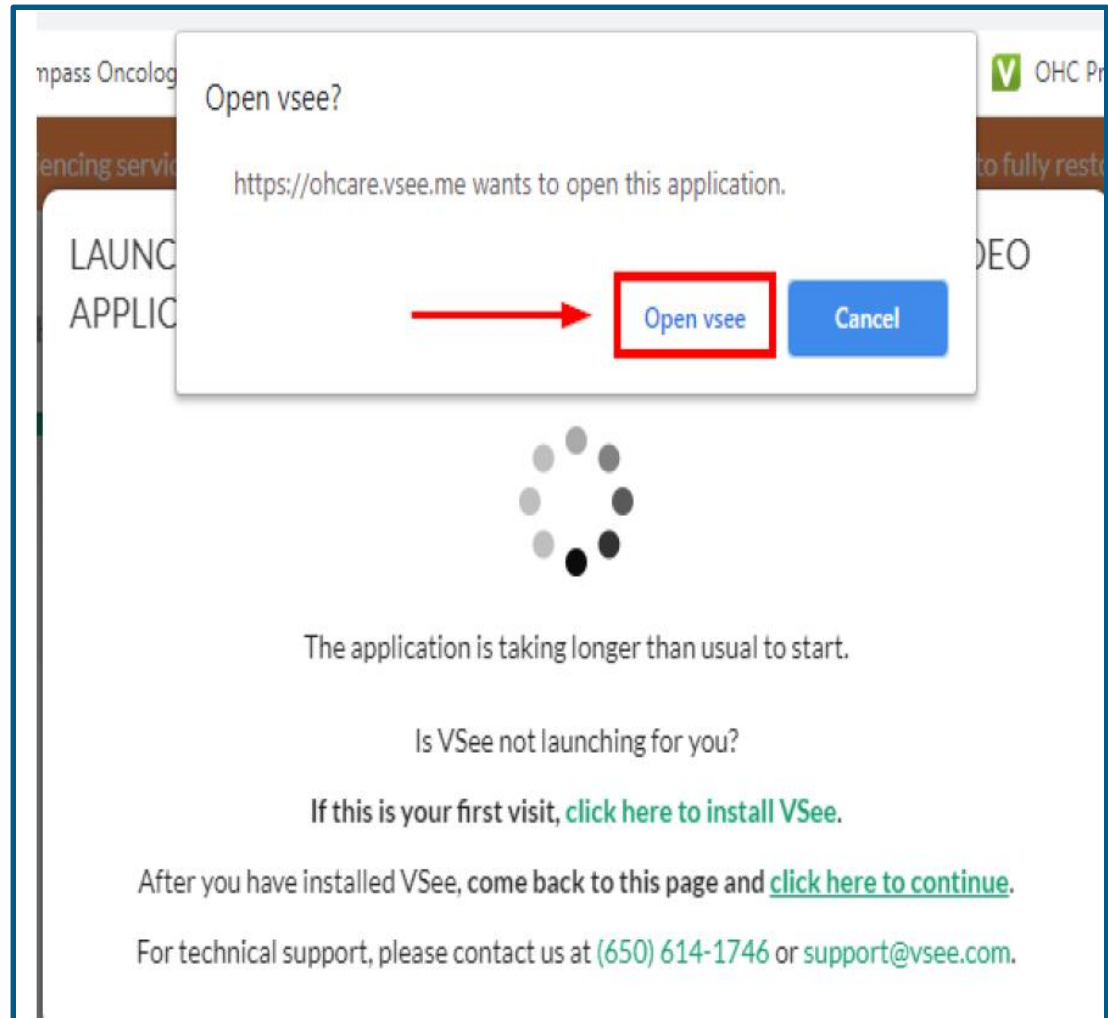 mpass Oncolog
V OHC Pr
Open vsee?
iencing servic
to fully resto
https://ohcare.vsee.me wants to open this application.
LAUNC
DEO
APPLIC
Open vsee
Cancel
The application is taking longer than usual to start.
Is VSee not launching for you?
If this is your first visit, click here to install VSee.
After you have installed VSee, come back to this page and click here to continue.
For technical support, please contact us at (650) 614-1746 or support@vsee.com.